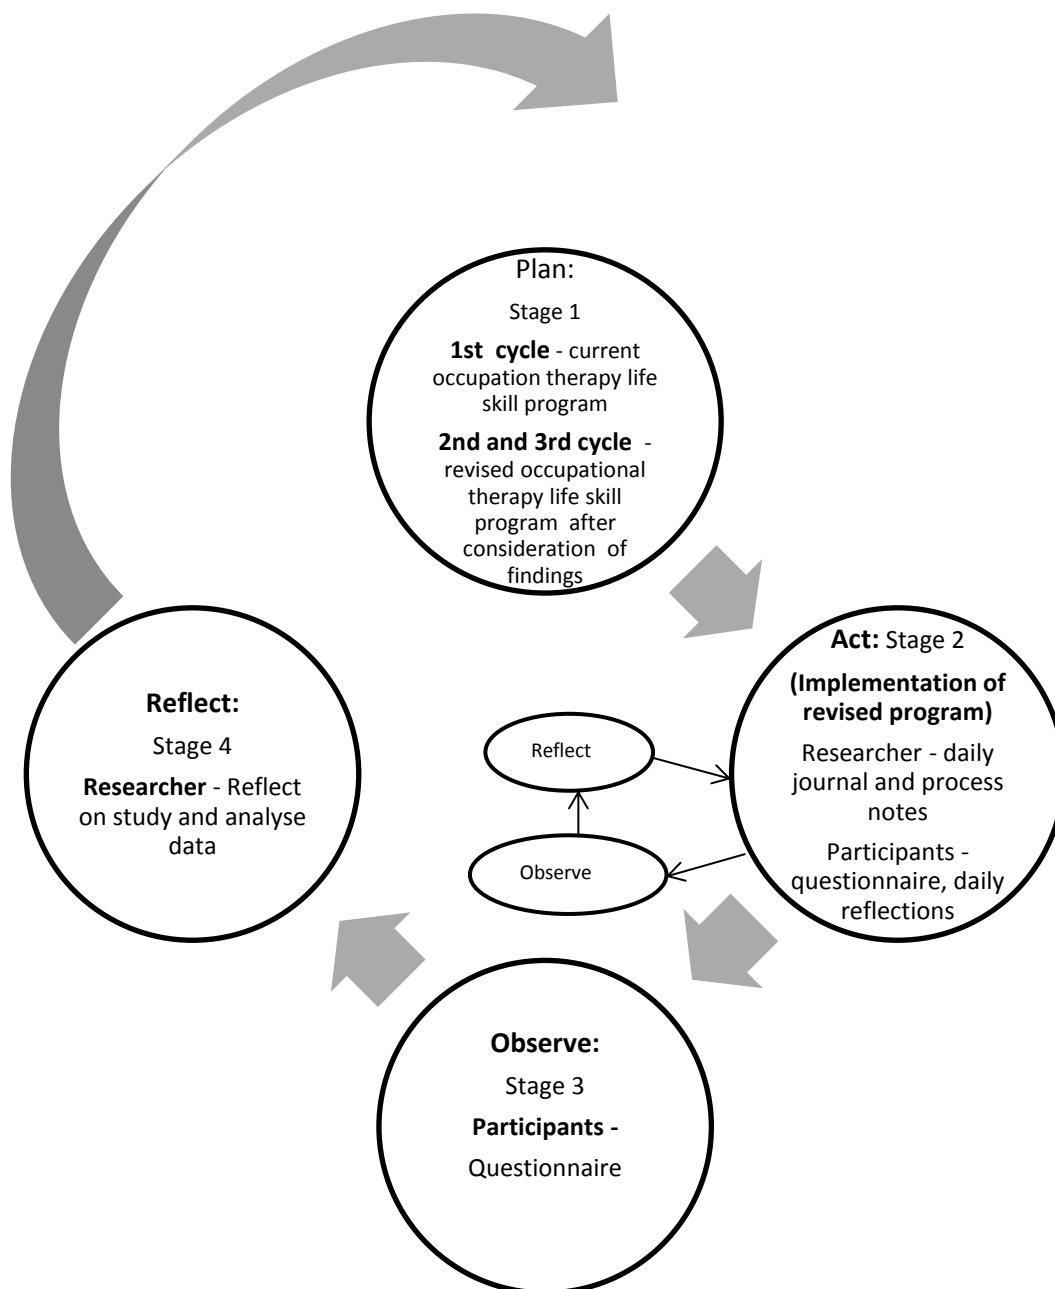 Plan:
Stage 1
1st cycle - current
occupation therapy life
skill program
2nd and 3rd cycle -
revised occupational
therapy life skill
program after
consideration of
findings
Act: Stage 2
(Implementation of
revised program)
Researcher - daily
journal and process
notes
Participants -
questionnaire, daily
reflections
Reflect
Observe
Reflect:
Stage 4
Researcher - Reflect
on study and analyse
data
Observe:
Stage 3
Participants -
Questionnaire